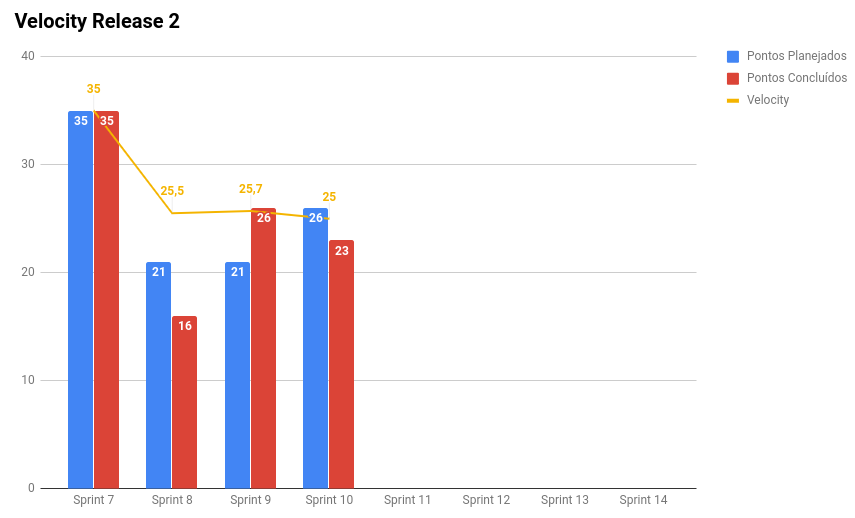 Velocity Release 2
40
30
20
10
0
35
25,5
25,7
25
35
35
21
16
21
26
26
23
Sprint 7
Sprint 8
Sprint 9
Sprint 10
Sprint 11
Sprint 12
Sprint 13
Sprint 14
Pontos Planejados
Pontos Concluídos
Velocity